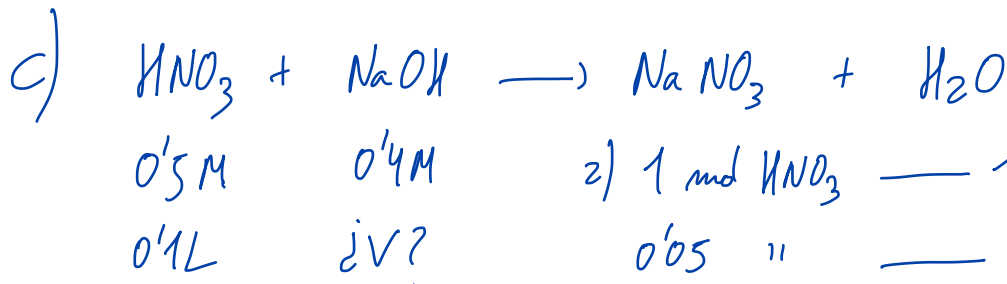 c) HNO₃ + NaOH ⟶ NaNO₃ + H₂O
0'5M 0'4M 2) 1 mol HNO₃ ——
0'1L ¿V? 0'05 " ——